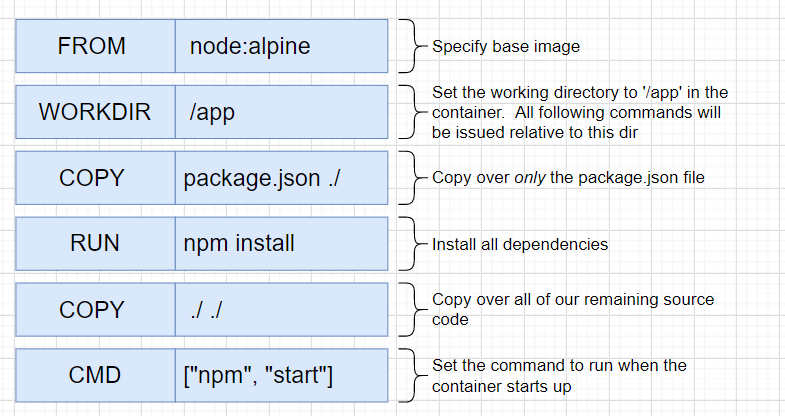 FROM node:alpine
Specify base image
WORKDIR /app
Set the working directory to '/app' in the
container. All following commands will
be issued relative to this dir
COPY package.json ./
Copy over only the package.json file
RUN npm install
Install all dependencies
COPY ./ ./
Copy over all of our remaining source
code
CMD ["npm", "start"]
Set the command to run when the
container starts up